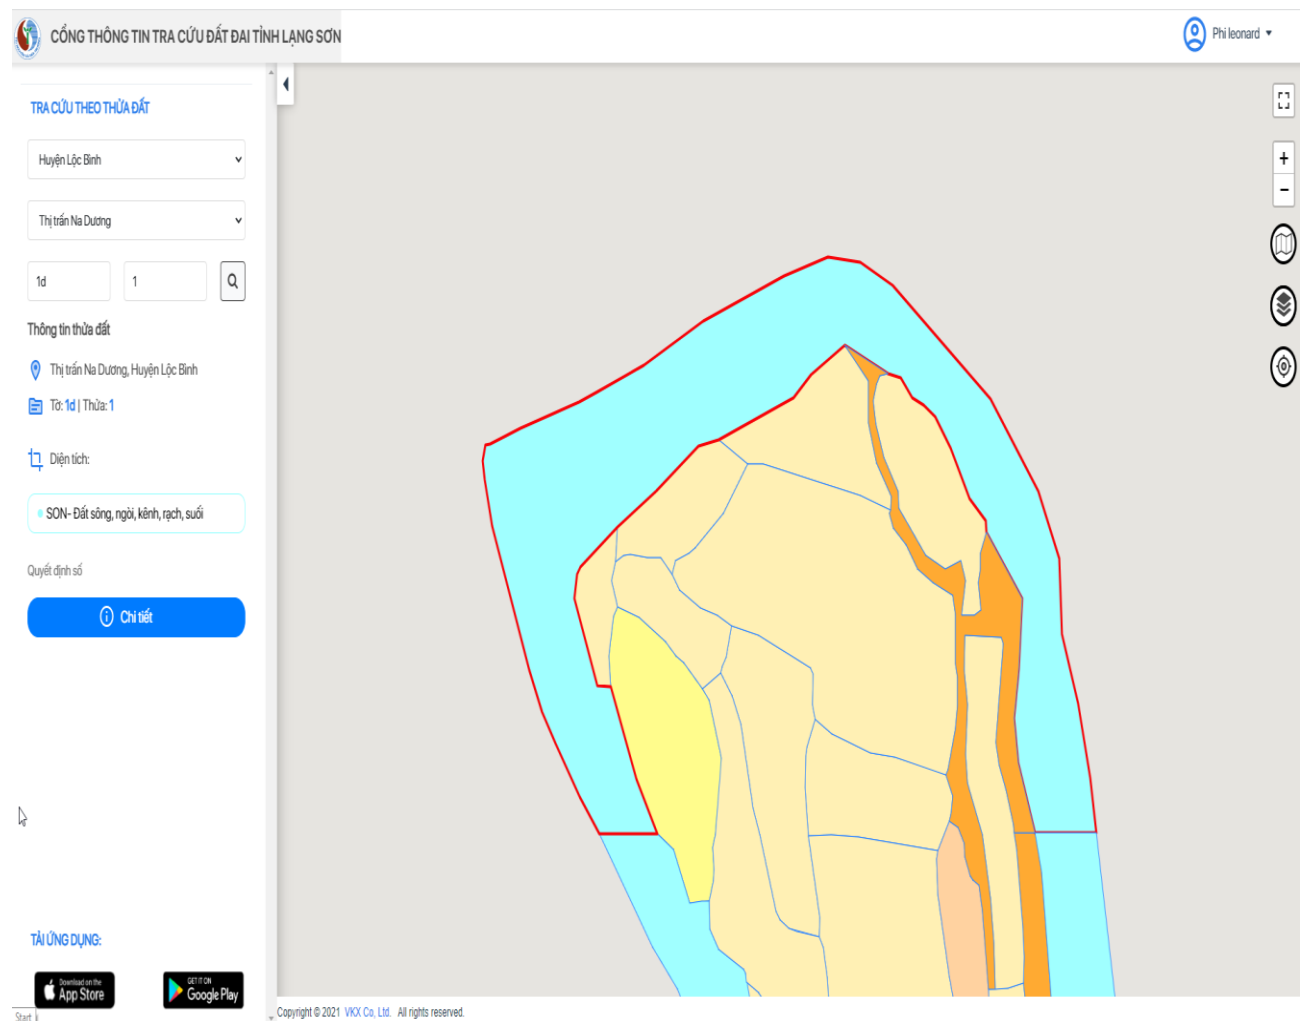 CỔNG THÔNG TIN TRA CỨU ĐẤT ĐAI TỈNH LẠNG SƠN
Phi leonard
TRA CỨU THEO THỬA ĐẤT
Huyện Lộc Bình
Thị trấn Na Dương
1d 1
Thông tin thửa đất
Thị trấn Na Dương, Huyện Lộc Bình
Tờ: 1d | Thửa: 1
Diện tích:
SON- Đất sông, ngòi, kênh, rạch, suối
Quyết định số
Chi tiết
TẢI ỨNG DỤNG:
Download on the
App Store
GET IT ON
Google Play
Start
Copyright © 2021 VKX Co, Ltd. All rights reserved.